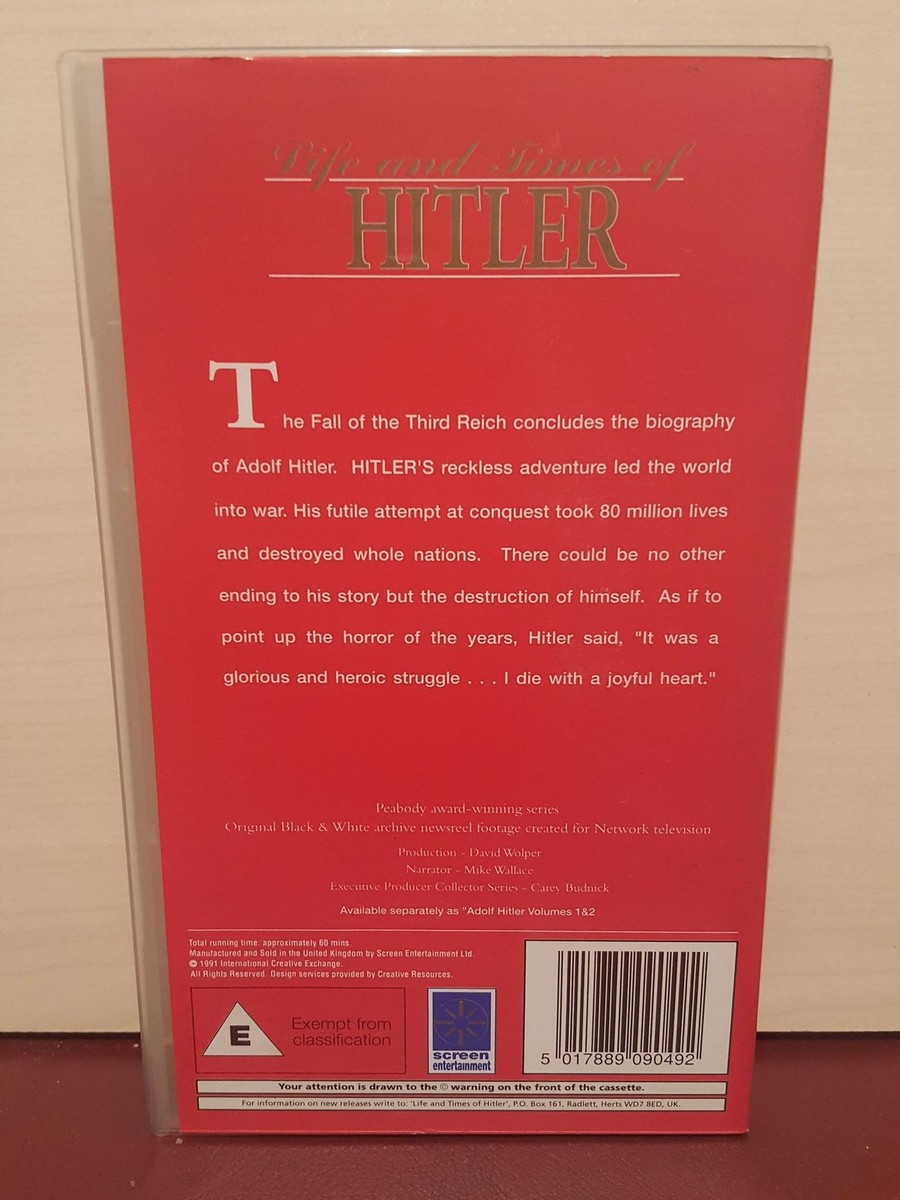 Life and Times of
HITLER
The Fall of the Third Reich concludes the biography
of Adolf Hitler. HITLER'S reckless adventure led the world
into war. His futile attempt at conquest took 80 million lives
and destroyed whole nations. There could be no other
ending to his story but the destruction of himself. As if to
point up the horror of the years, Hitler said, "It was a
glorious and heroic struggle . . . I die with a joyful heart."
Peabody award-winning series
Original Black & White archive newsreel footage created for Network television
Production - David Wolper
Narrator - Mike Wallace
Executive Producer Collector Series - Carey Budnick
Available separately as "Adolf Hitler Volumes 1&2
Total running time: approximately 60 mins.
Manufactured and Sold in the United Kingdom by Screen Entertainment Ltd.
© 1991 International Creative Exchange.
All Rights Reserved. Design services provided by Creative Resources.
E
Exempt from
classification
screen
entertainment
5 017889 090492
Your attention is drawn to the © warning on the front of the cassette.
For information on new releases write to: 'Life and Times of Hitler', P.O. Box 161, Radlett, Herts WD7 8ED, UK.